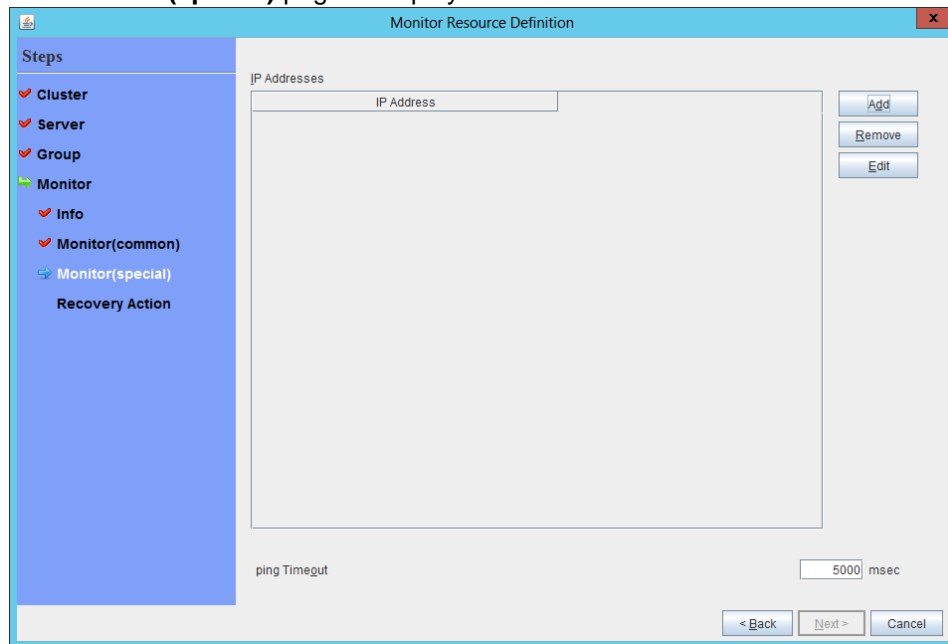 Monitor Resource Definition
x
Steps
Cluster
Server
Group
Monitor
Info
Monitor(common)
Monitor(special)
Recovery Action
IP Addresses
IP Address
Add
Remove
Edit
ping Timeout
5000 msec
< Back
Next >
Cancel